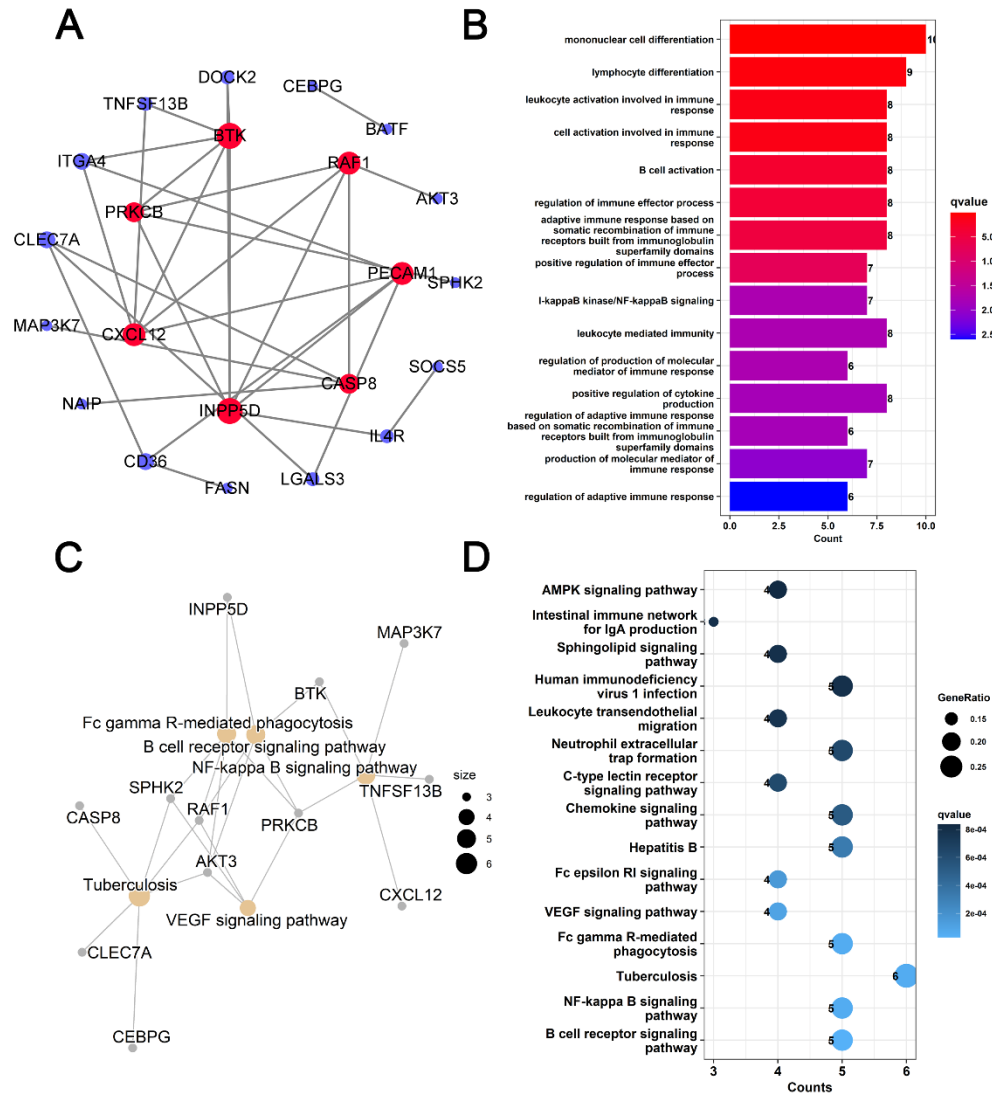 A
DOCK2
CEBPG
TNFSF13B
BTK
BATF
ITGA4
RAF1
AKT3
PRKCB
CLEC7A
PECAM1
SPHK2
MAP3K7
CXCL12
SOCS5
CASP8
NAIP
INPP5D
IL4R
CD36
LGALS3
FASN
B
mononuclear cell differentiation
lymphocyte differentiation
leukocyte activation involved in immune
response
cell activation involved in immune
response
B cell activation
regulation of immune effector process
adaptive immune response based on
somatic recombination of immune
receptors built from immunoglobulin
superfamily domains
positive regulation of immune effector
process
I-kappaB kinase/NF-kappaB signaling
leukocyte mediated immunity
regulation of production of molecular
mediator of immune response
positive regulation of cytokine
production
regulation of adaptive immune response
based on somatic recombination of immune
receptors built from immunoglobulin
superfamily domains
production of molecular mediator of
immune response
regulation of adaptive immune response
9
8
8
8
8
8
7
7
8
6
8
6
7
6
0.0 2.5 5.0 7.5 10.0
Count
qvalue
5.0
1.0
1.5
2.0
2.5
C
INPP5D
MAP3K7
BTK
Fc gamma R-mediated phagocytosis
B cell receptor signaling pathway
NF-kappa B signaling pathway
TNFSF13B
SPHK2
CASP8
RAF1
PRKCB
AKT3
Tuberculosis
CXCL12
VEGF signaling pathway
CLEC7A
CEBPG
size
3
4
5
6
D
AMPK signaling pathway
Intestinal immune network
for IgA production
Sphingolipid signaling
pathway
Human immunodeficiency
virus 1 infection
Leukocyte transendothelial
migration
Neutrophil extracellular
trap formation
C-type lectin receptor
signaling pathway
Chemokine signaling
pathway
Hepatitis B
Fc epsilon RI signaling
pathway
VEGF signaling pathway
Fc gamma R-mediated
phagocytosis
Tuberculosis
NF-kappa B signaling
pathway
B cell receptor signaling
pathway
4
4
5
4
5
4
5
5
4
4
5
6
5
5
3 4 5 6
Counts
GeneRatio
0.15
0.20
0.25
qvalue
8e-04
6e-04
4e-04
2e-04